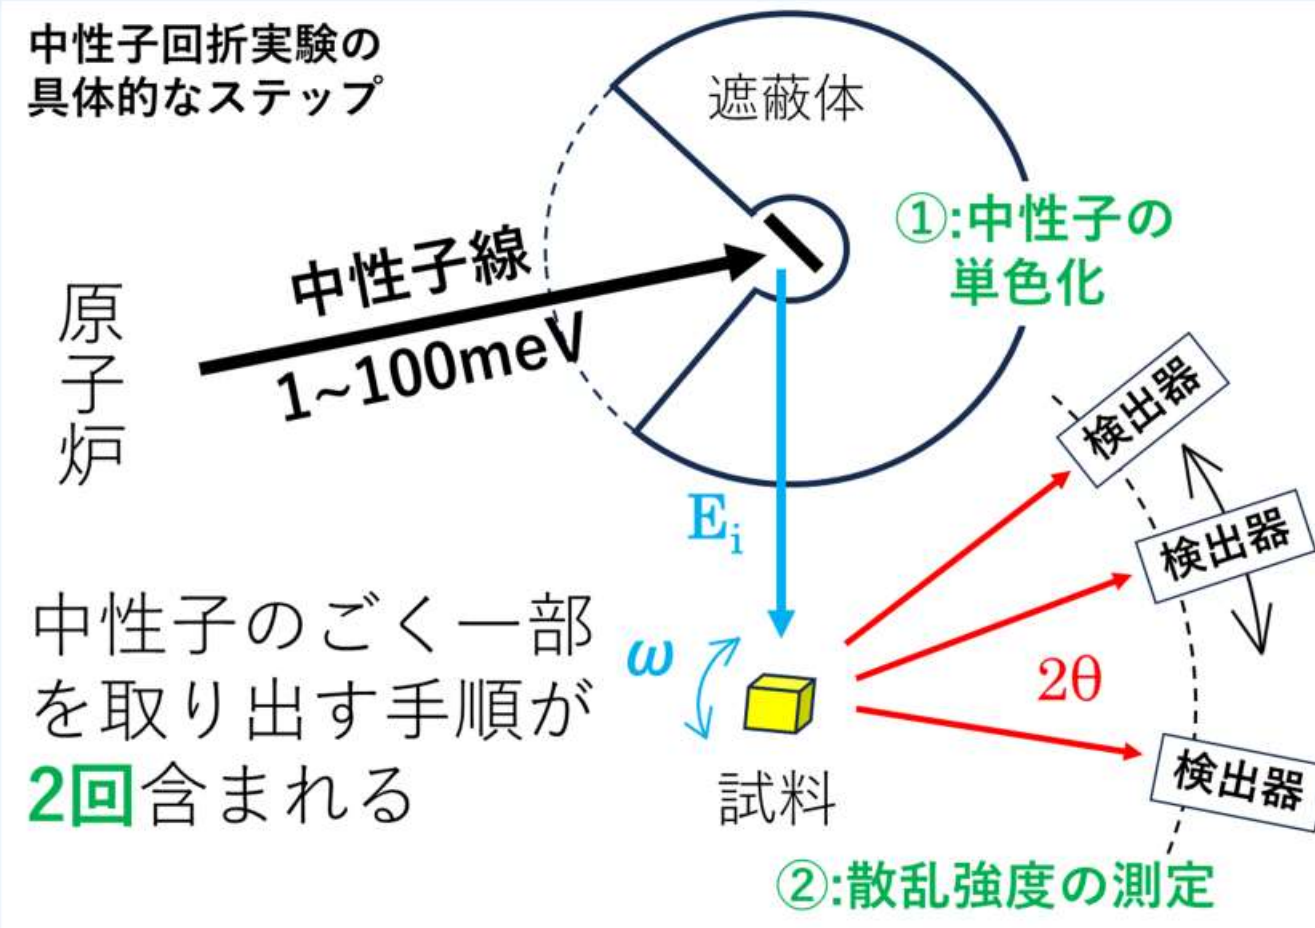 中性子回折実験の
具体的なステップ
遮蔽体
①:中性子の
単色化
中性子線
1~100meV
原子炉
検出器
検出器
検出器
Ei
ω
2θ
試料
中性子のごく一部
を取り出す手順が
2回含まれる
②:散乱強度の測定